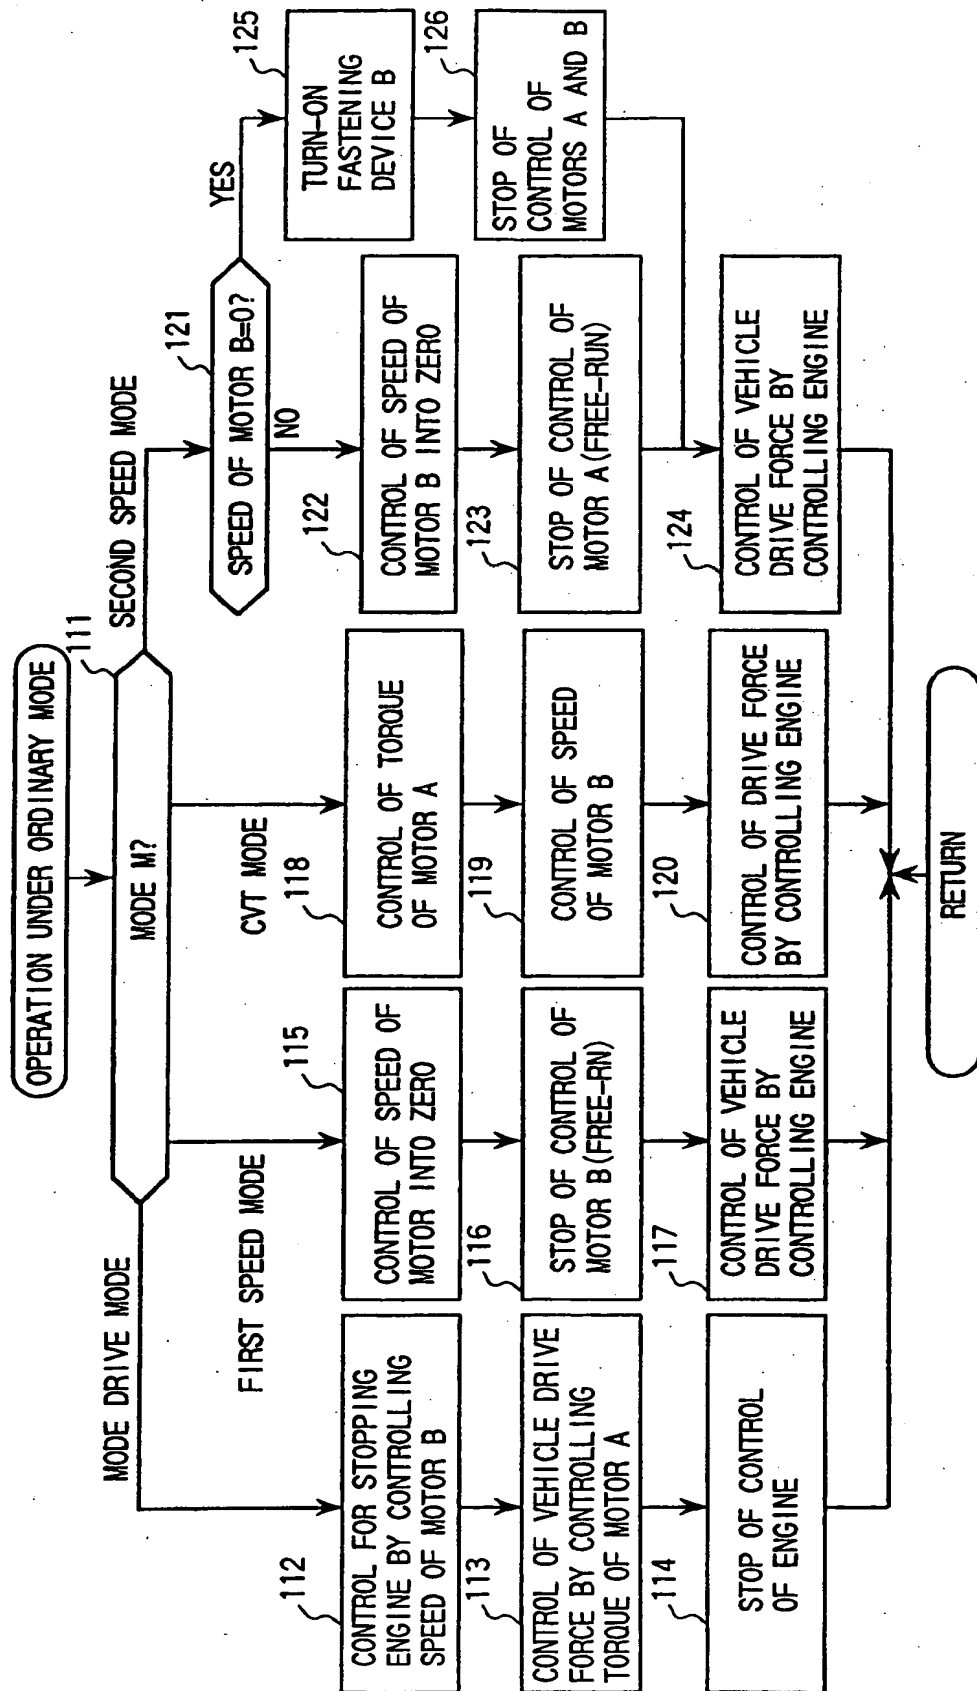 OPERATION UNDER ORDINARY MODE
111
MODE M?
MODE DRIVE MODE
112
CONTROL FOR STOPPING
ENGINE BY CONTROLLING
SPEED OF MOTOR B
113
CONTROL OF VEHICLE DRIVE
FORCE BY CONTROLLING
TORQUE OF MOTOR A
114
STOP OF CONTROL
OF ENGINE
FIRST SPEED MODE
115
CONTROL OF SPEED OF
MOTOR INTO ZERO
116
STOP OF CONTROL OF
MOTOR B(FREE-RN)
117
CONTROL OF VEHICLE
DRIVE FORCE BY
CONTROLLING ENGINE
CVT MODE
118
CONTROL OF TORQUE
OF MOTOR A
119
CONTROL OF SPEED
OF MOTOR B
120
CONTROL OF DRIVE FORCE
BY CONTROLLING ENGINE
SECOND SPEED MODE
121
SPEED OF MOTOR B=0?
NO
122
CONTROL OF SPEED OF
MOTOR B INTO ZERO
123
STOP OF CONTROL OF
MOTOR A(FREE-RUN)
124
CONTROL OF VEHICLE
DRIVE FORCE BY
CONTROLLING ENGINE
YES
125
TURN-ON
FASTENING
DEVICE B
126
STOP OF
CONTROL OF
MOTORS A AND B
RETURN